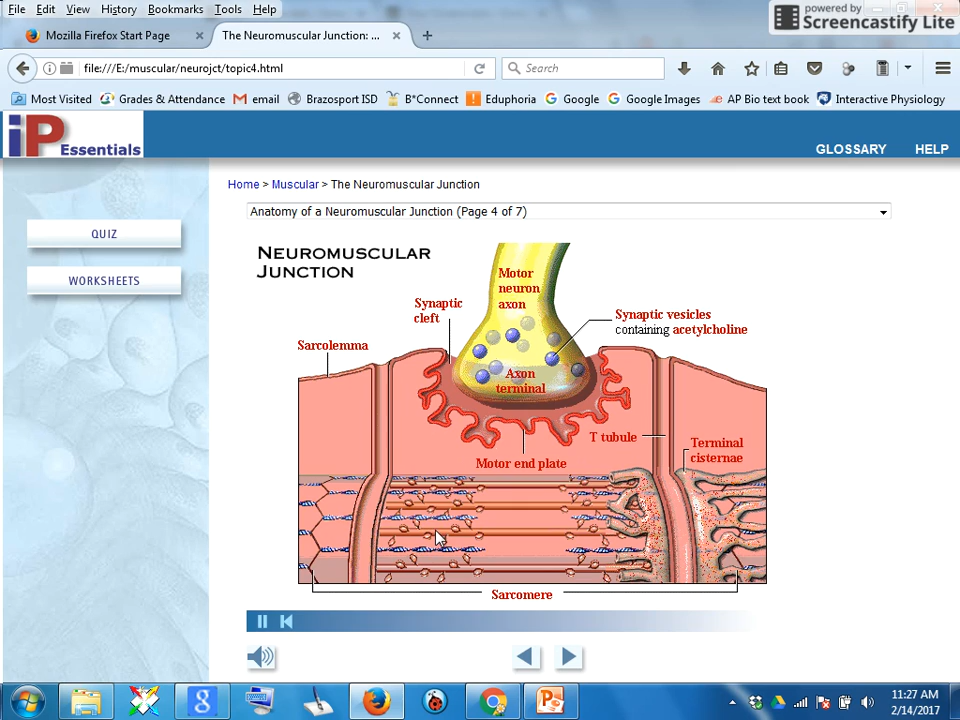 File Edit View History Bookmarks Tools Help
powered by
Screencastify Lite
Mozilla Firefox Start Page × The Neuromuscular Junction: ... × +
file:///E:/muscular/neurojct/topic4.html
Search
Most Visited Grades & Attendance email Brazosport ISD B*Connect Eduphoria Google Google Images AP Bio text book Interactive Physiology
iP Essentials
GLOSSARY HELP
Home > Muscular > The Neuromuscular Junction
Anatomy of a Neuromuscular Junction (Page 4 of 7)
QUIZ
WORKSHEETS
NEUROMUSCULAR
JUNCTION
Motor
neuron
axon
Synaptic
cleft
Synaptic vesicles
containing acetylcholine
Sarcolemma
Axon
terminal
T tubule
Terminal
cisternae
Motor end plate
Sarcomere
11:27 AM
2/14/2017